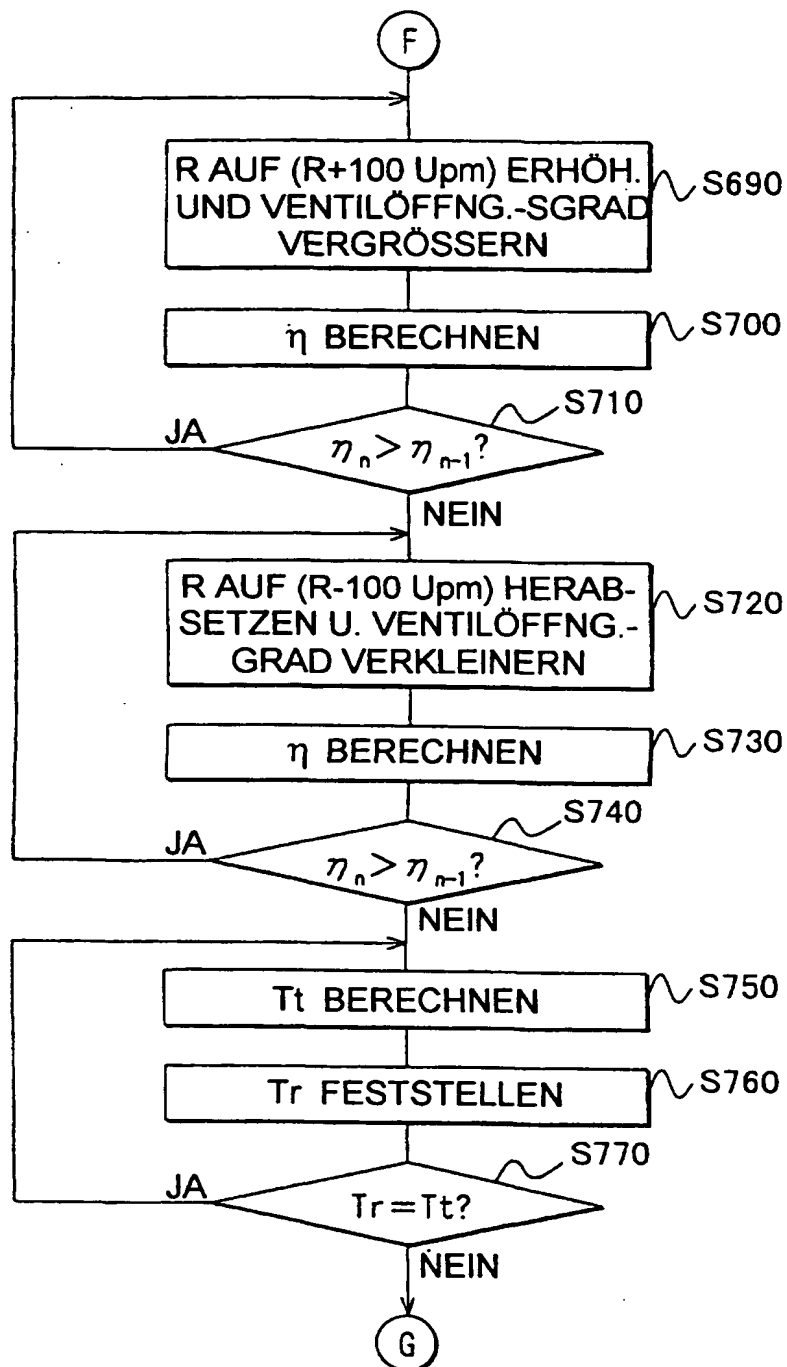 F
R AUF (R+100 Upm) ERHÖH.
UND VENTILÖFFNG.-SGRAD
VERGRÖSSERN
S690
η BERECHNEN
S700
S710
JA
ηn > ηn-1?
NEIN
R AUF (R-100 Upm) HERAB-
SETZEN U. VENTILÖFFNG.-
GRAD VERKLEINERN
S720
η BERECHNEN
S730
S740
JA
ηn > ηn-1?
NEIN
Tt BERECHNEN
S750
Tr FESTSTELLEN
S760
S770
JA
Tr=Tt?
NEIN
G